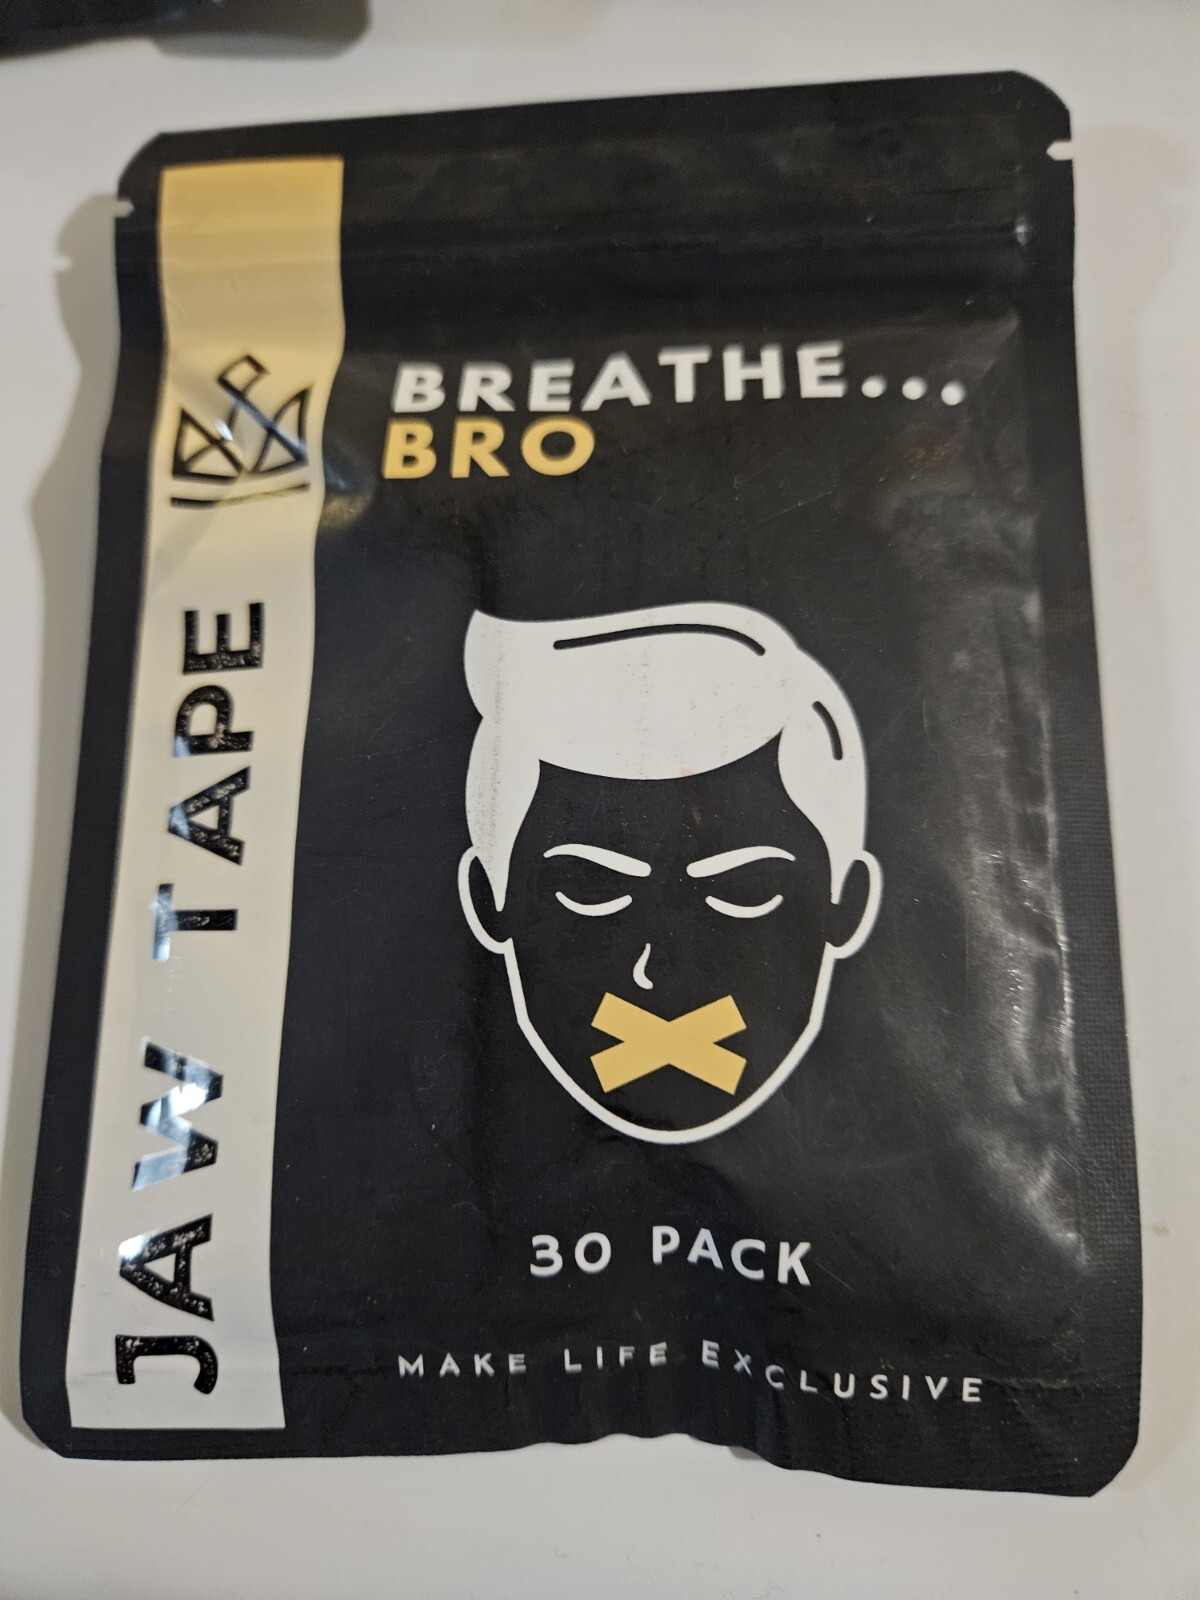 BREATHE...
BRO
JAW TAPE
30 PACK
MAKE LIFE EXCLUSIVE